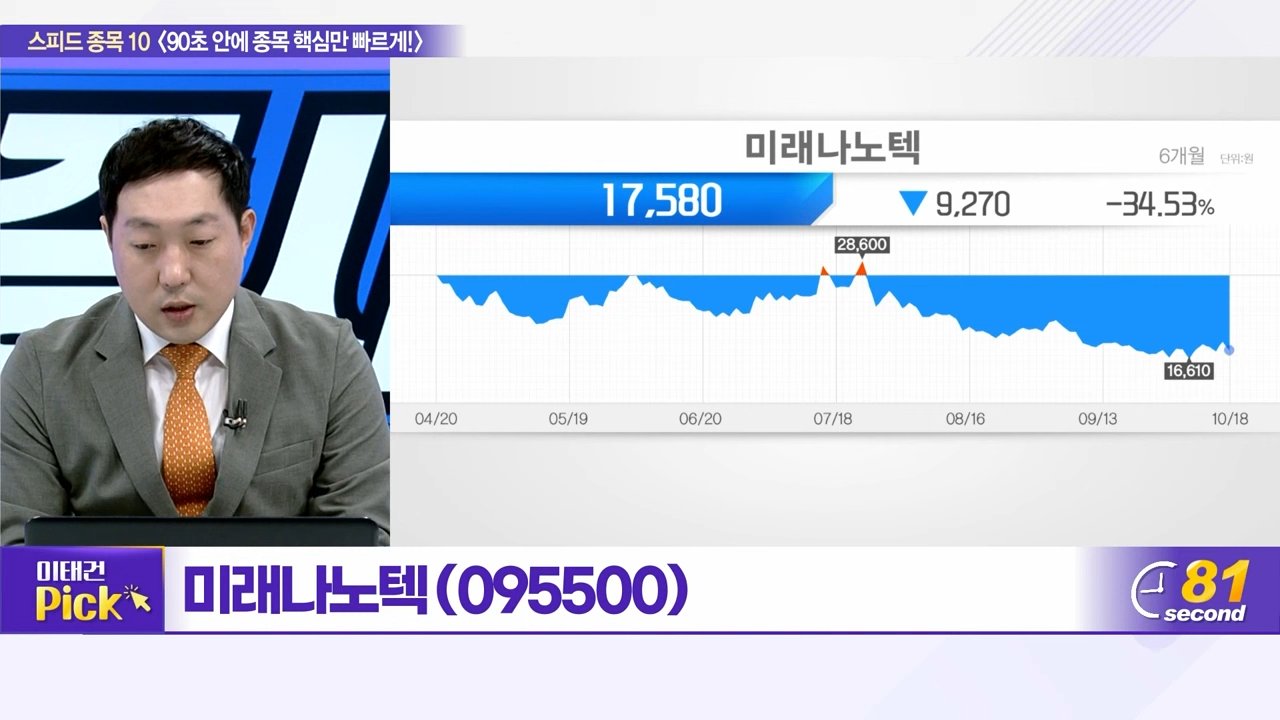 스피드 종목 10 〈90초 안에 종목 핵심만 빠르게!〉
미래나노텍
6개월 단위:원
17,580 ▼ 9,270 -34.53%
28,600
16,610
04/20 05/19 06/20 07/18 08/16 09/13 10/18
이태건
Pick
미래나노텍(095500)
81
second